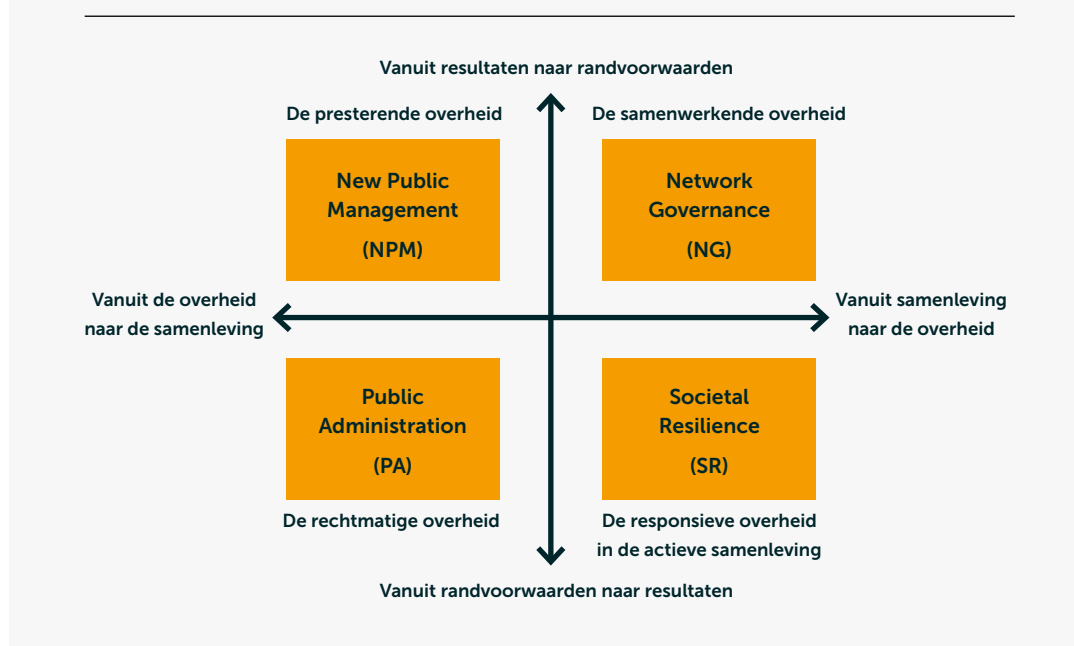 Vanuit resultaten naar randvoorwaarden
De presterende overheid
De samenwerkende overheid
New Public
Management
(NPM)
Network
Governance
(NG)
Vanuit de overheid
naar de samenleving
Vanuit samenleving
naar de overheid
Public
Administration
(PA)
Societal
Resilience
(SR)
De rechtmatige overheid
De responsieve overheid
in de actieve samenleving
Vanuit randvoorwaarden naar resultaten